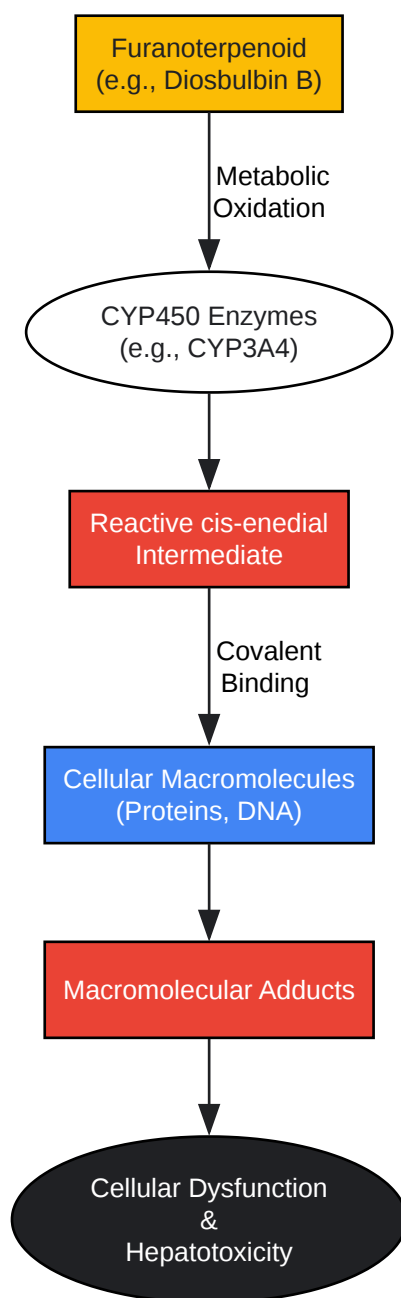 Furanoterpenoid
(e.g., Diosbulbin B)
Metabolic
Oxidation
CYP450 Enzymes
(e.g., CYP3A4)
Reactive cis-enedial
Intermediate
Covalent
Binding
Cellular Macromolecules
(Proteins, DNA)
Macromolecular Adducts
Cellular Dysfunction
&
Hepatotoxicity